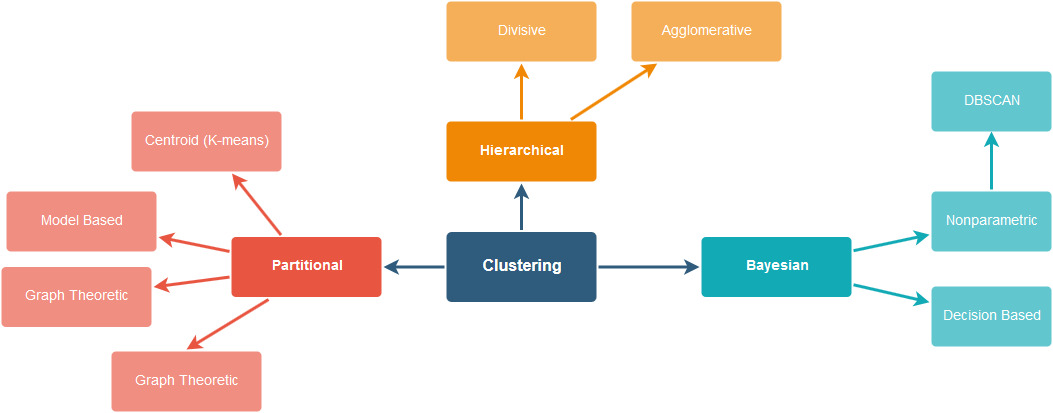 Divisive
Agglomerative
DBSCAN
Centroid (K-means)
Hierarchical
Model Based
Nonparametric
Partitional
Clustering
Bayesian
Graph Theoretic
Decision Based
Graph Theoretic